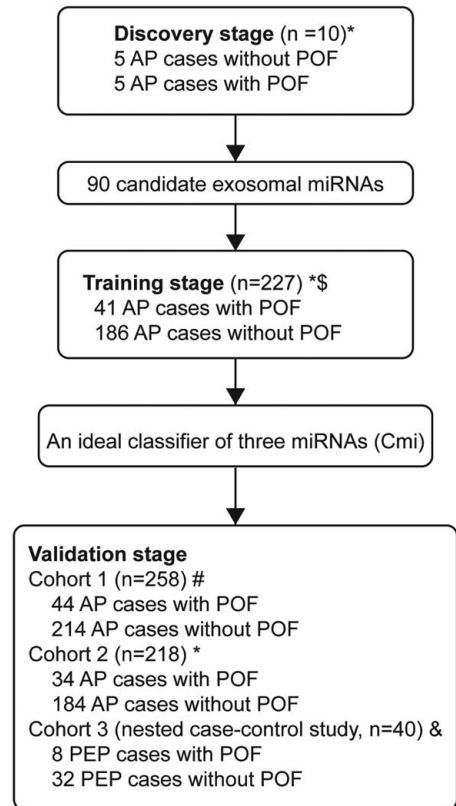 Discovery stage (n =10)*
5 AP cases without POF
5 AP cases with POF
90 candidate exosomal miRNAs
Training stage (n=227) *$
41 AP cases with POF
186 AP cases without POF
An ideal classifier of three miRNAs (Cmi)
Validation stage
Cohort 1 (n=258) #
44 AP cases with POF
214 AP cases without POF
Cohort 2 (n=218) *
34 AP cases with POF
184 AP cases without POF
Cohort 3 (nested case-control study, n=40) &
8 PEP cases with POF
32 PEP cases without POF